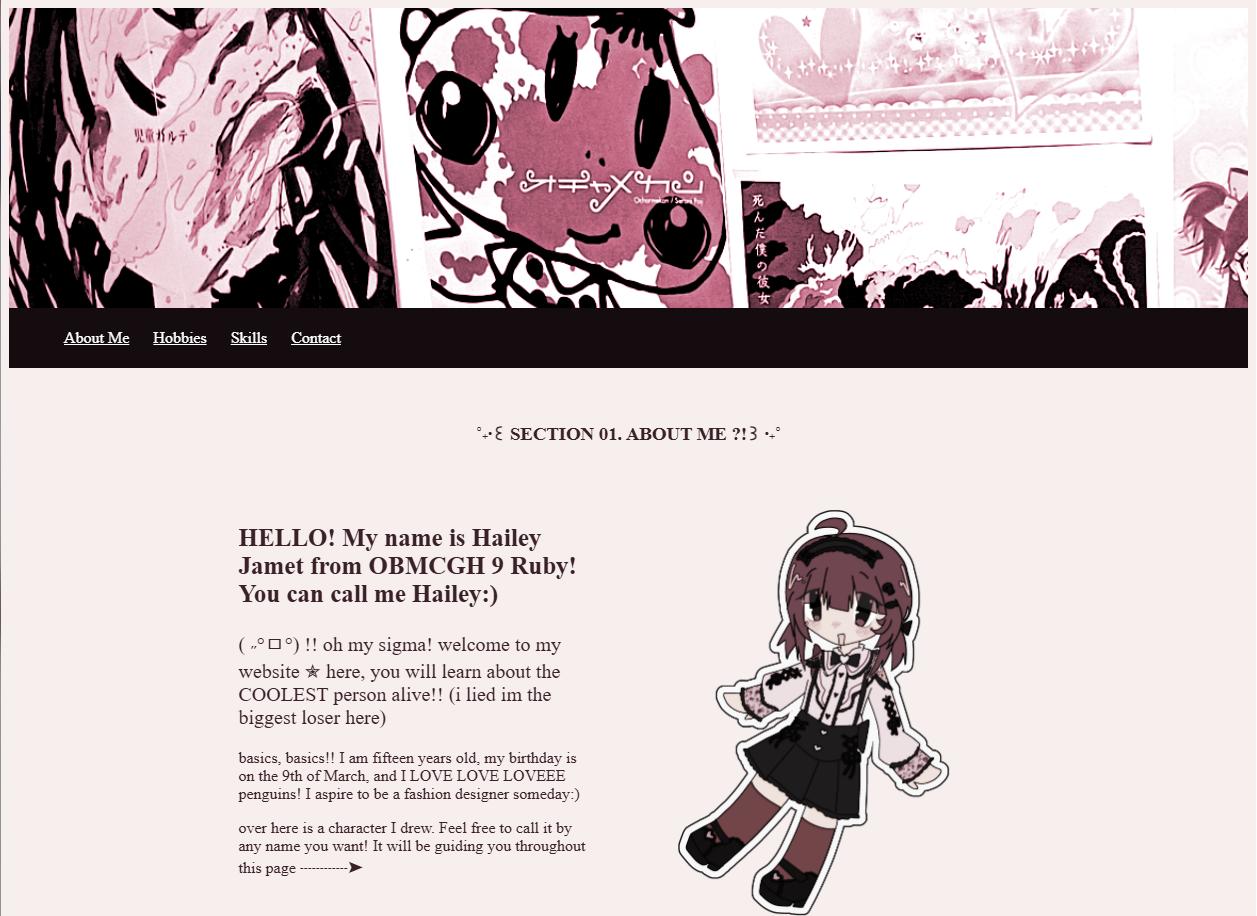 児童カルテ
オチャメカン
Ochamekan / Serani Poji
死んだ僕の彼女
About Me Hobbies Skills Contact
˚₊‧꒰ SECTION 01. ABOUT ME ?!꒱ ‧₊˚
HELLO! My name is Hailey
Jamet from OBMCGH 9 Ruby!
You can call me Hailey:)
( ˶°ㅁ°) !! oh my sigma! welcome to my
website ✯ here, you will learn about the
COOLEST person alive!! (i lied im the
biggest loser here)
basics, basics!! I am fifteen years old, my birthday is
on the 9th of March, and I LOVE LOVE LOVEEE
penguins! I aspire to be a fashion designer someday:)
over here is a character I drew. Feel free to call it by
any name you want! It will be guiding you throughout
this page ------------➤